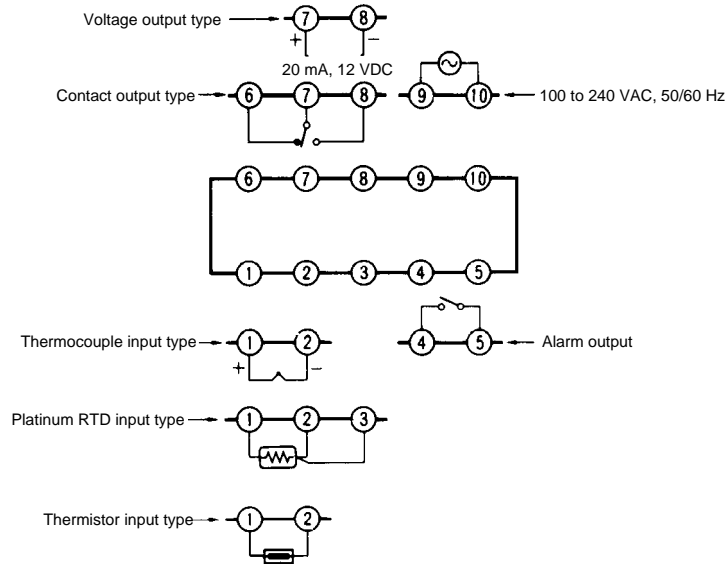 Voltage output type
7 8
+ −
20 mA, 12 VDC
Contact output type
6 7 8 9 10
100 to 240 VAC, 50/60 Hz
6 7 8 9 10
1 2 3 4 5
Thermocouple input type
1 2 4 5
Alarm output
+ −
Platinum RTD input type
1 2 3
Thermistor input type
1 2